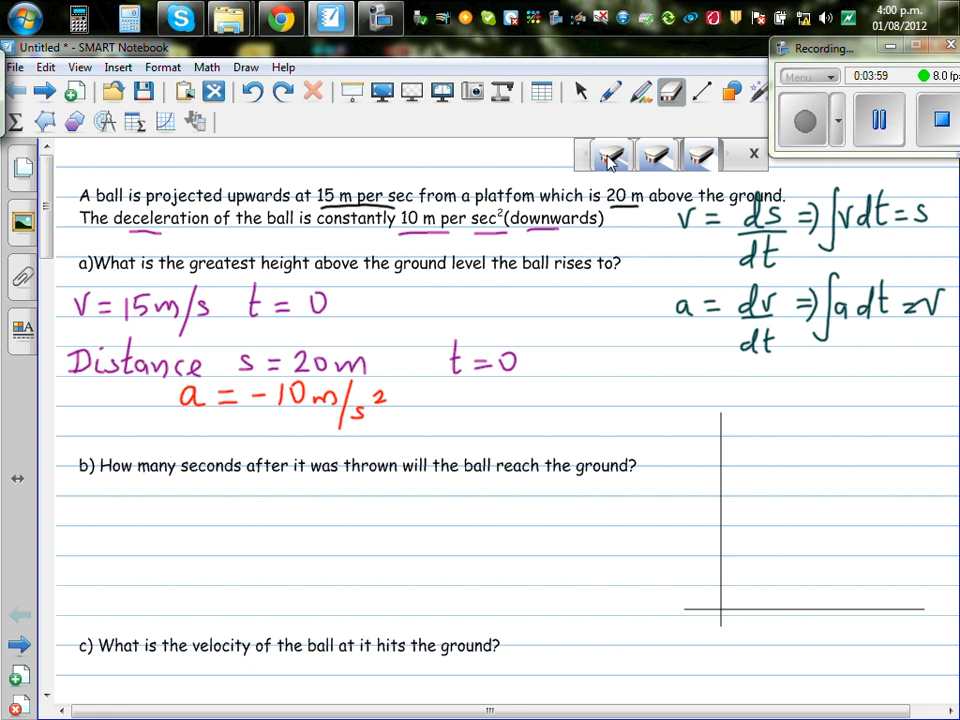 4:00 p.m.
01/08/2012
Untitled * - SMART Notebook
Recording...
File Edit View Insert Format Math Draw Help
Menu
0:03:59
8.0 fp
A ball is projected upwards at 15 m per sec from a platfom which is 20 m above the ground.
The deceleration of the ball is constantly 10 m per sec²(downwards)
v = ds/dt => ∫vdt = s
a)What is the greatest height above the ground level the ball rises to?
v = 15m/s t = 0
a = dv/dt => ∫a dt = v
Distance s = 20m t = 0
a = -10m/s²
b) How many seconds after it was thrown will the ball reach the ground?
c) What is the velocity of the ball at it hits the ground?